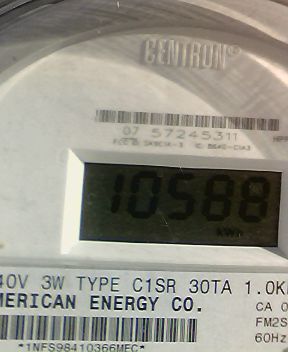 CENTRON®
07 57245311
10588
kWh
40V 3W TYPE C1SR 30TA 1.0K
MERICAN ENERGY CO.
CA 0
FM2S
60Hz
*1NFS98410366MEC*